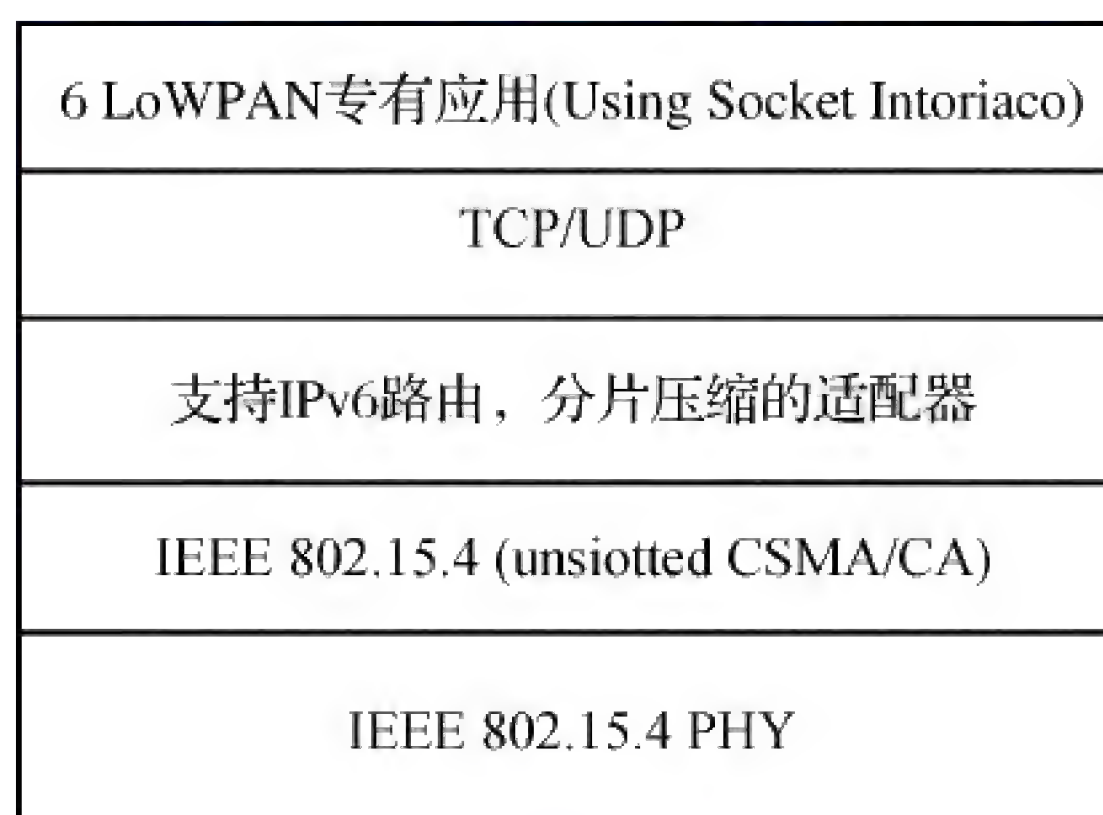 6 LoWPAN专有应用(Using Socket Intoriaco)
TCP/UDP
支持IPv6路由，分片压缩的适配器
IEEE 802.15.4 (unsiotted CSMA/CA)
IEEE 802.15.4 PHY